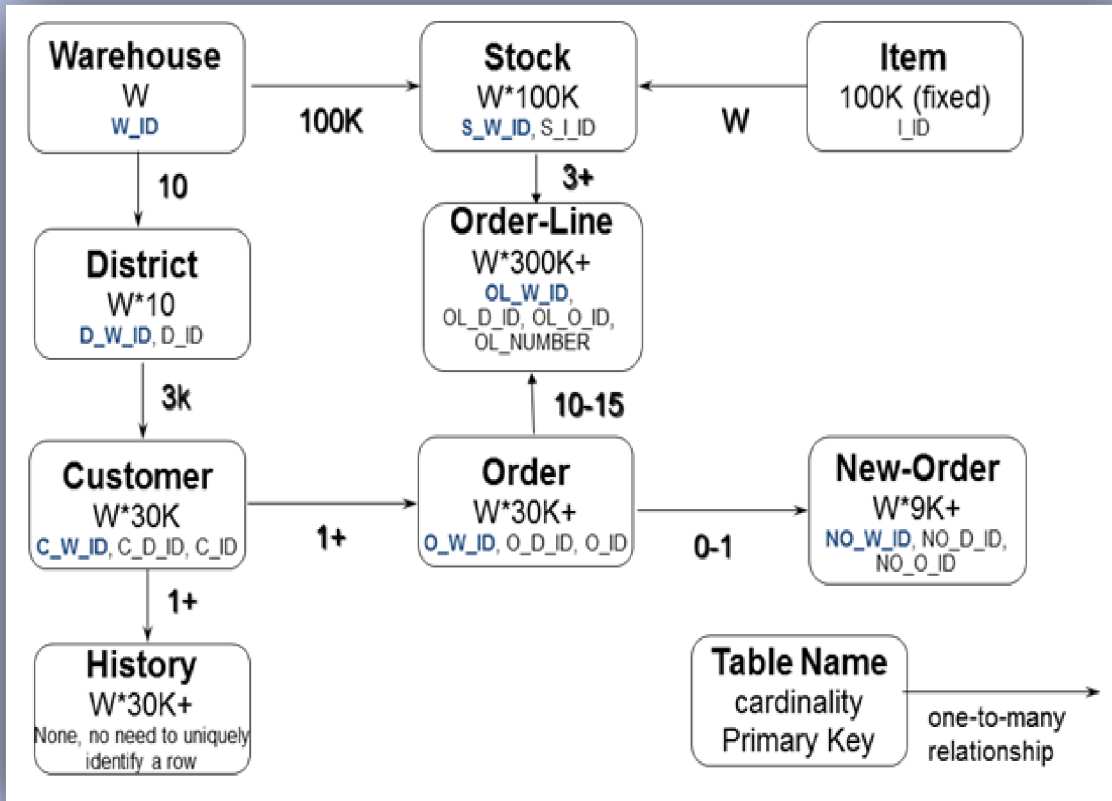 Warehouse
W
W_ID
100K
Stock
W*100K
S_W_ID, S_I_ID
W
Item
100K (fixed)
I_ID
10
3+
District
W*10
D_W_ID, D_ID
Order-Line
W*300K+
OL_W_ID,
OL_D_ID, OL_O_ID,
OL_NUMBER
3k
10-15
Customer
W*30K
C_W_ID, C_D_ID, C_ID
1+
Order
W*30K+
O_W_ID, O_D_ID, O_ID
0-1
New-Order
W*9K+
NO_W_ID, NO_D_ID,
NO_O_ID
1+
History
W*30K+
None, no need to uniquely
identify a row
Table Name
cardinality
Primary Key
one-to-many
relationship